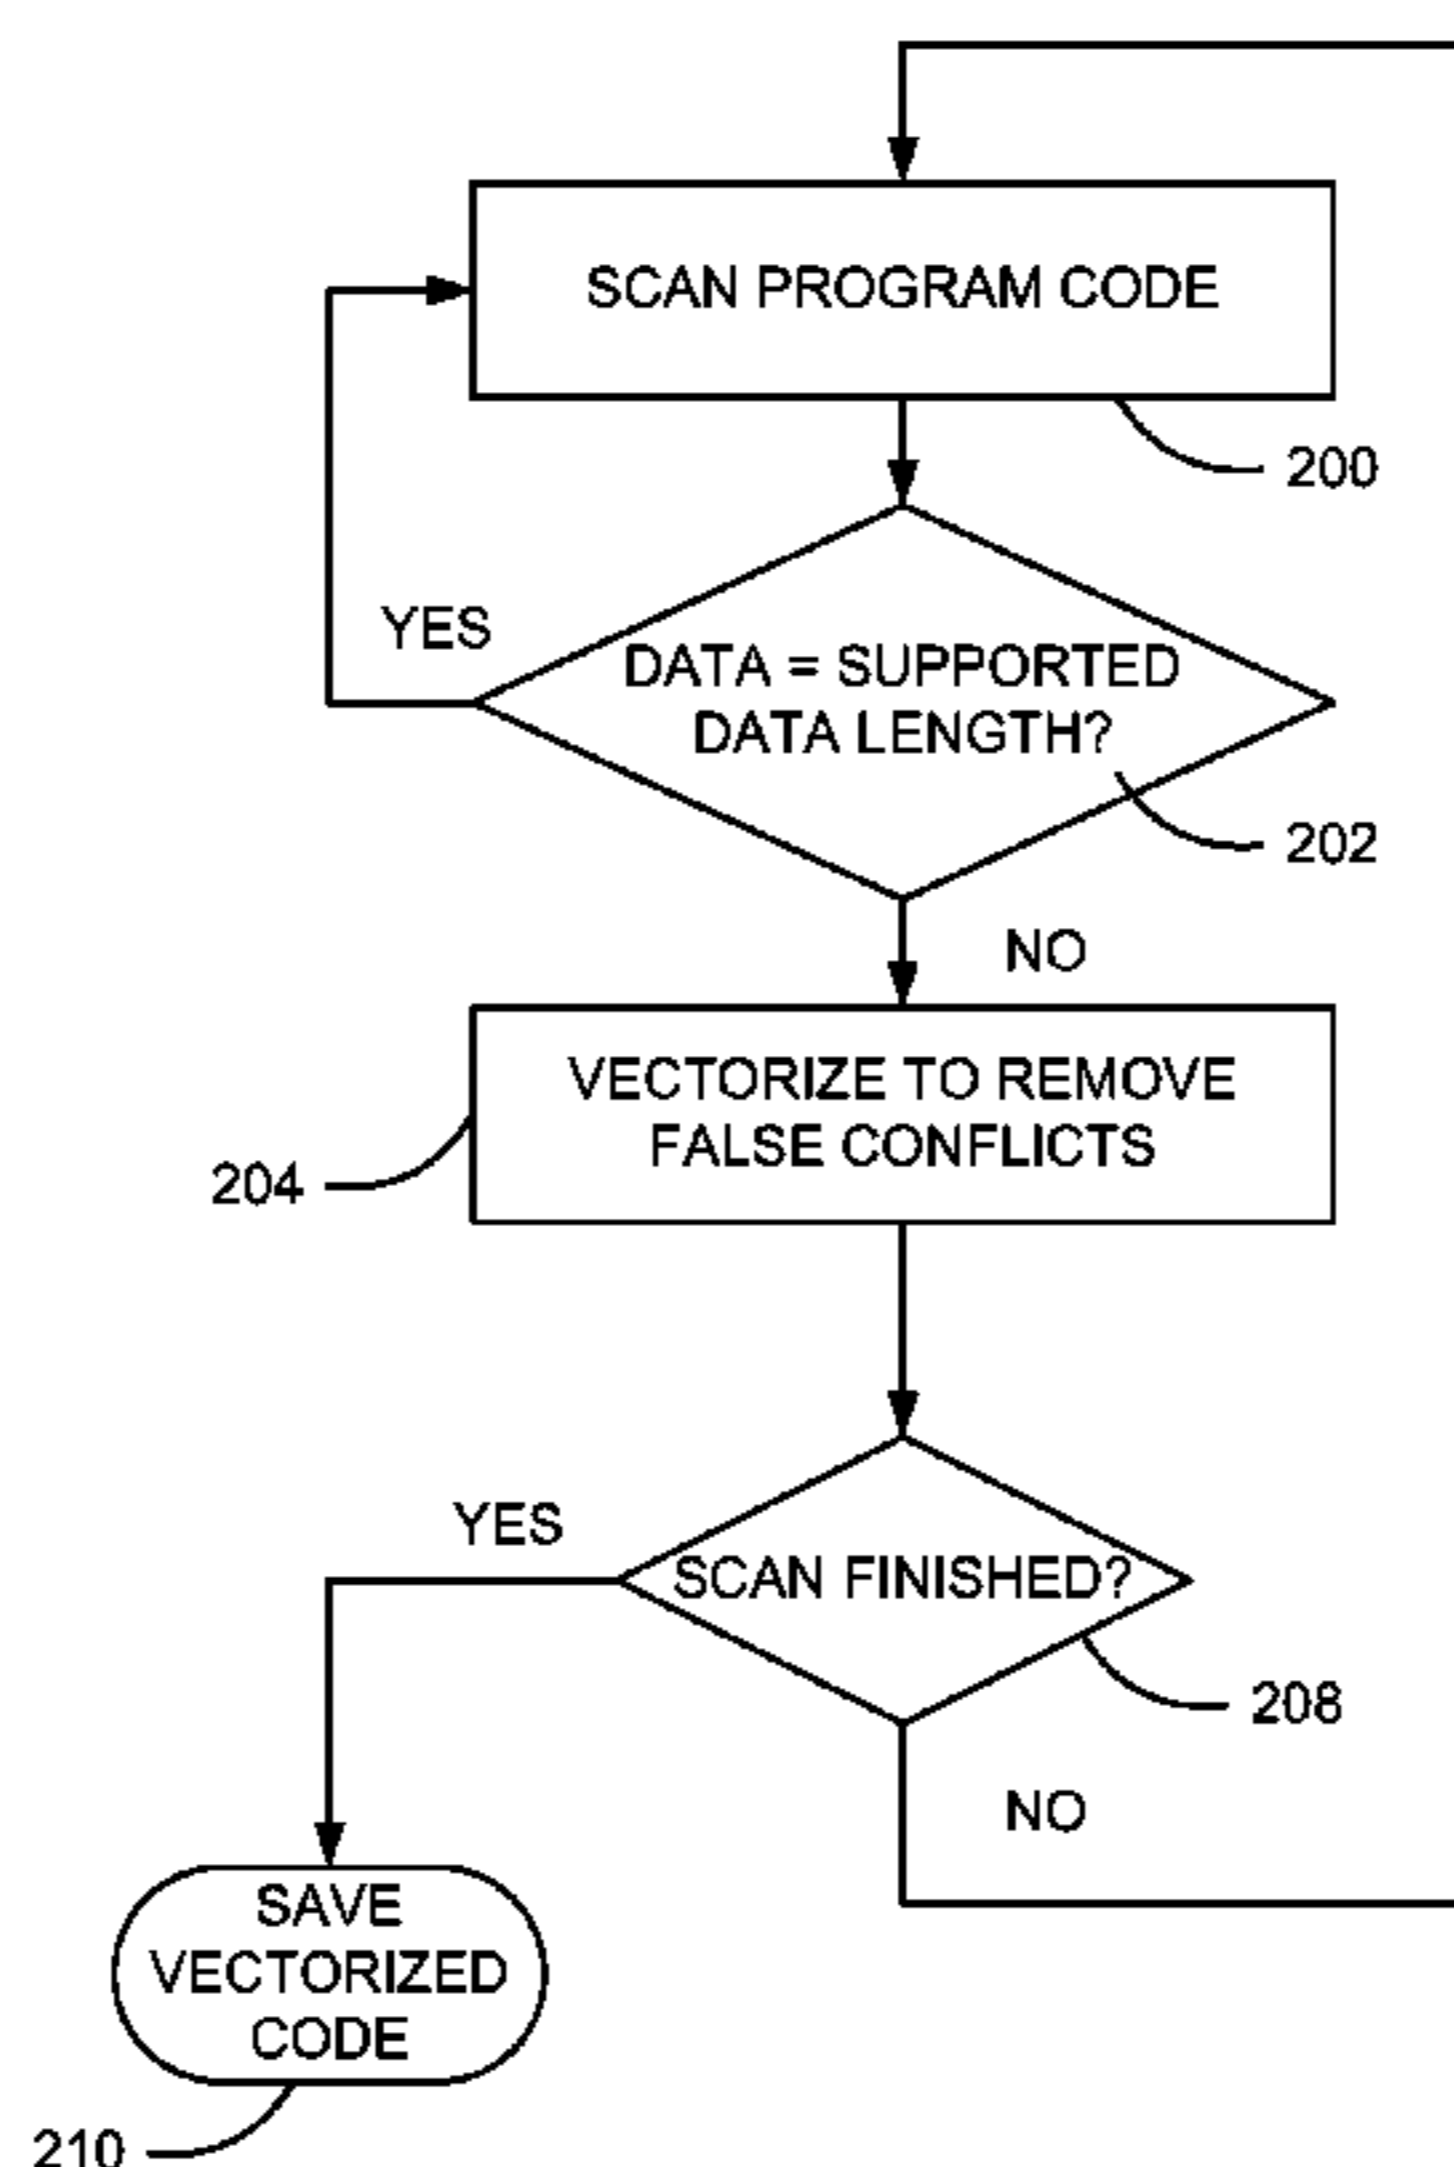 SCAN PROGRAM CODE
200
YES
DATA = SUPPORTED
DATA LENGTH?
202
NO
VECTORIZE TO REMOVE
FALSE CONFLICTS
204
YES
SCAN FINISHED?
208
NO
SAVE
VECTORIZED
CODE
210